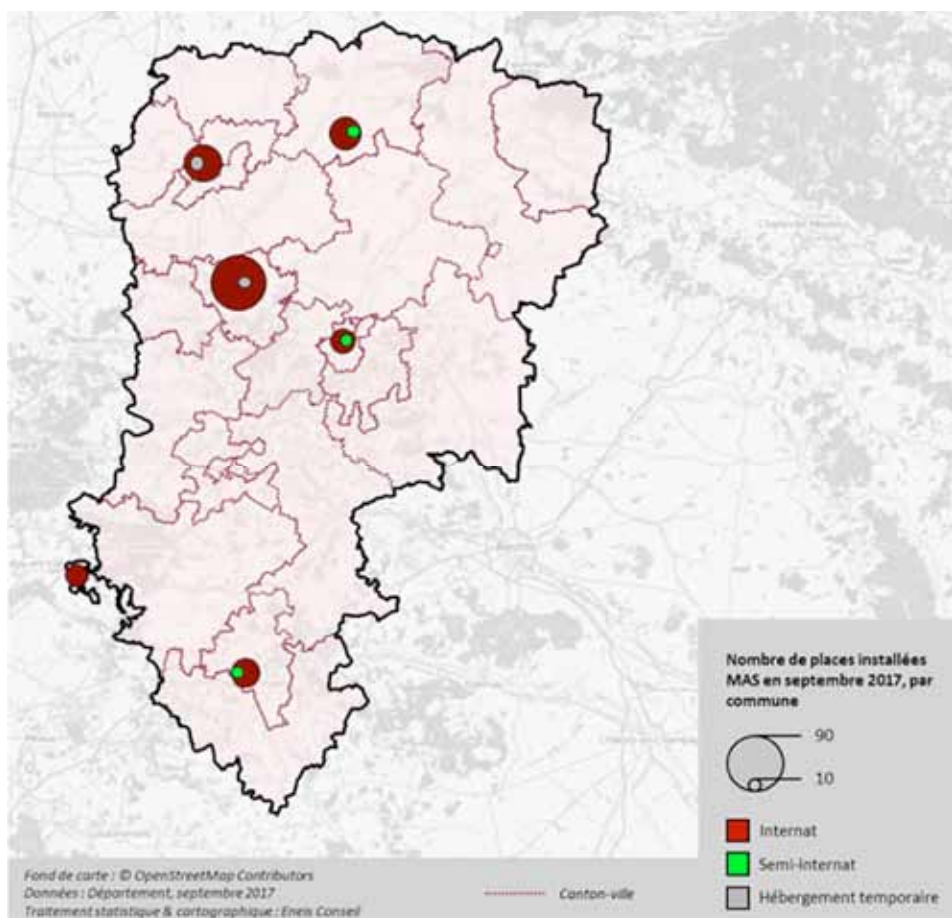 Nombre de places installées
MAS en septembre 2017, par
commune
90
10
Internat
Semi-Internat
Hébergement temporaire
Fond de carte : © OpenStreetMap Contributors
Données : Département, septembre 2017
Traitement statistique & cartographique : Eneis Conseil
Canton-ville